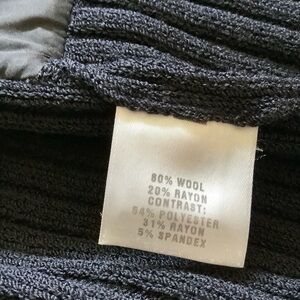 80% WOOL
20% RAYON
CONTRAST:
64% POLYESTER
31% RAYON
5% SPANDEX